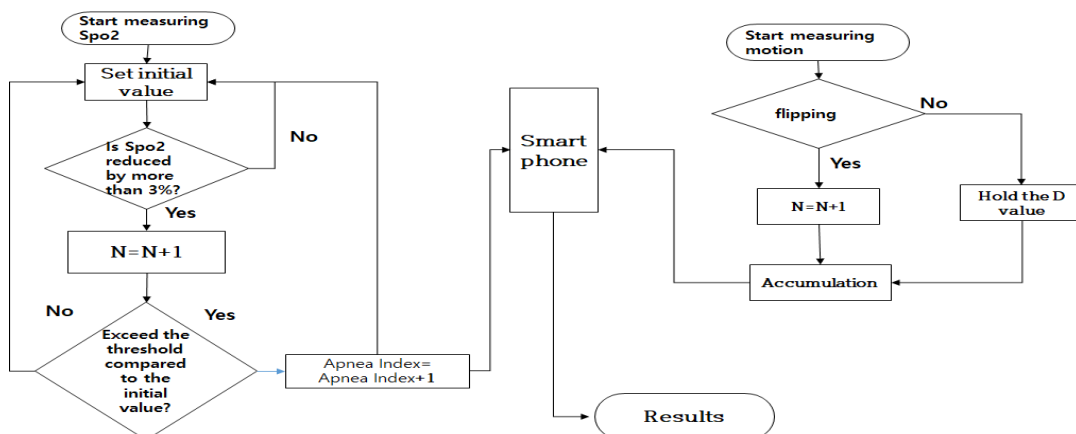 Start measuring
Spo2
Set initial
value
No
Is Spo2
reduced
by more
than 3%?
Yes
N=N+1
No
Yes
Exceed the
threshold
compared
to the
initial
value?
Apnea Index=
Apnea Index+1
Smart
phone
Results
Start measuring
motion
flipping
No
Yes
N=N+1
Hold the D
value
Accumulation